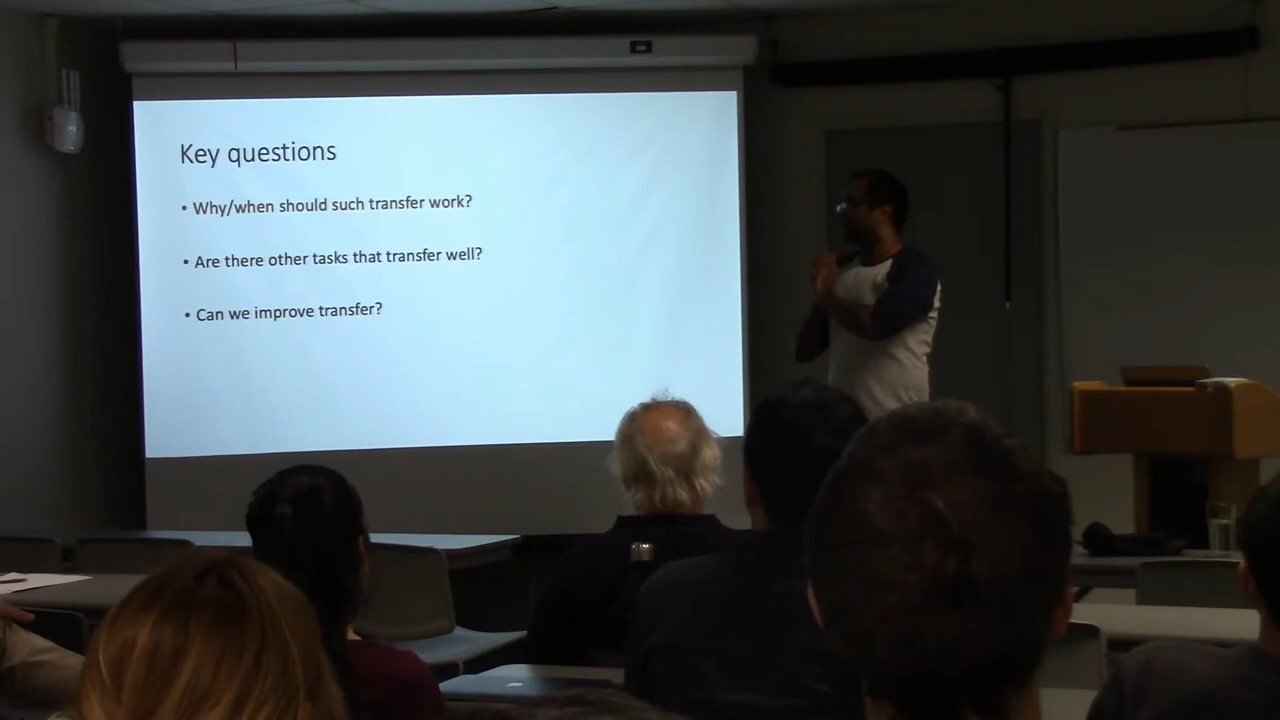 Key questions
• Why/when should such transfer work?
• Are there other tasks that transfer well?
• Can we improve transfer?